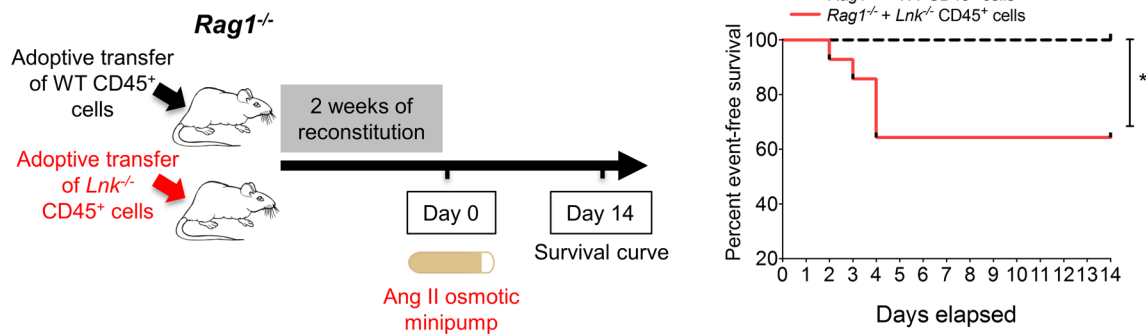 Rag1-/-
Adoptive transfer
of WT CD45+
cells
Adoptive transfer
of Lnk-/-
CD45+ cells
2 weeks of
reconstitution
Day 0
Day 14
Survival curve
Ang II osmotic
minipump
Rag1-/- + Lnk-/- CD45+ cells
Percent event-free survival
100
80
60
40
20
0 1 2 3 4 5 6 7 8 9 10 11 12 13 14
Days elapsed
*